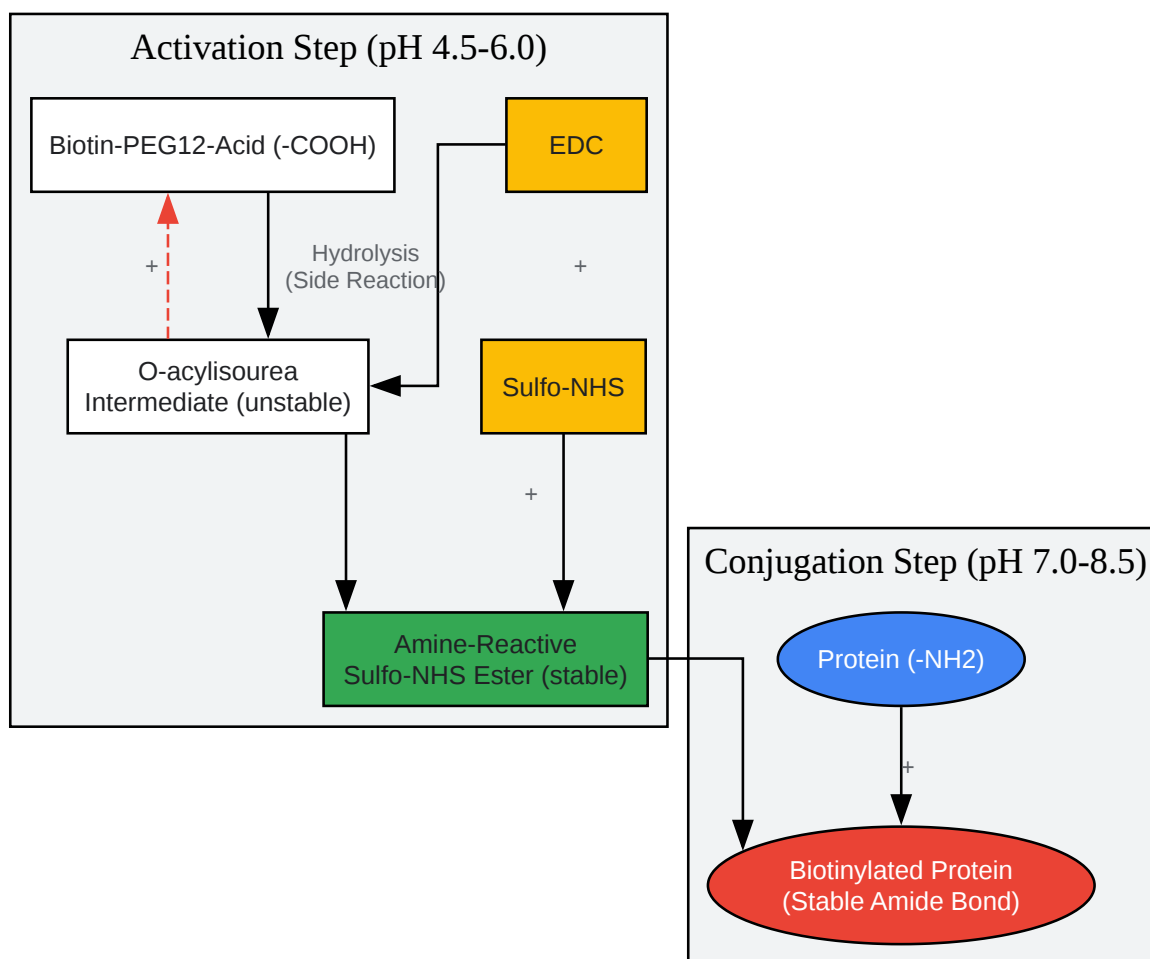 Activation Step (pH 4.5-6.0)
Biotin-PEG12-Acid (-COOH)
EDC
+
Hydrolysis
(Side Reaction)
+
O-acylisourea
Intermediate (unstable)
Sulfo-NHS
+
Amine-Reactive
Sulfo-NHS Ester (stable)
Conjugation Step (pH 7.0-8.5)
Protein (-NH2)
+
Biotinylated Protein
(Stable Amide Bond)